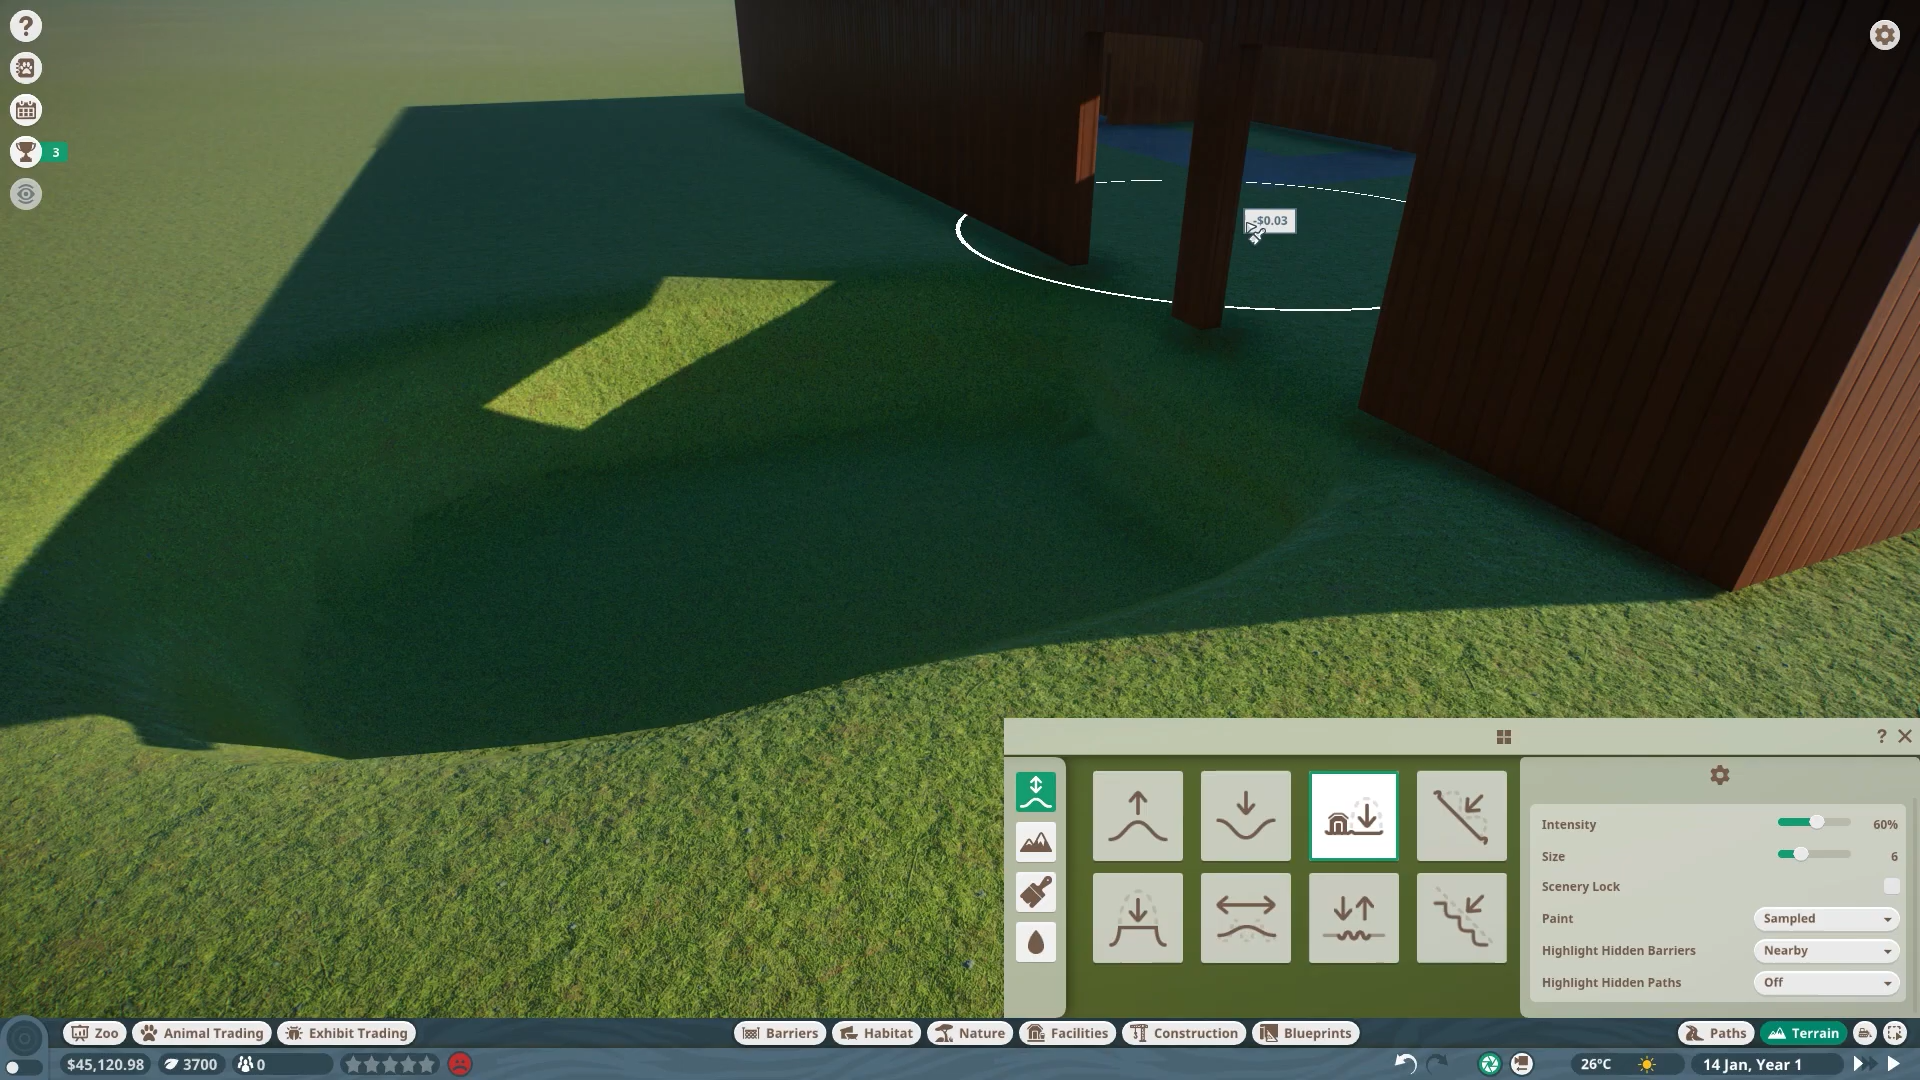 ?
3
-$0.03
?
Intensity 60%
Size 6
Scenery Lock
Paint Sampled
Highlight Hidden Barriers Nearby
Highlight Hidden Paths Off
Zoo Animal Trading Exhibit Trading Barriers Habitat Nature Facilities Construction Blueprints Paths Terrain
$45,120.98 3700 0 26°C 14 Jan, Year 1